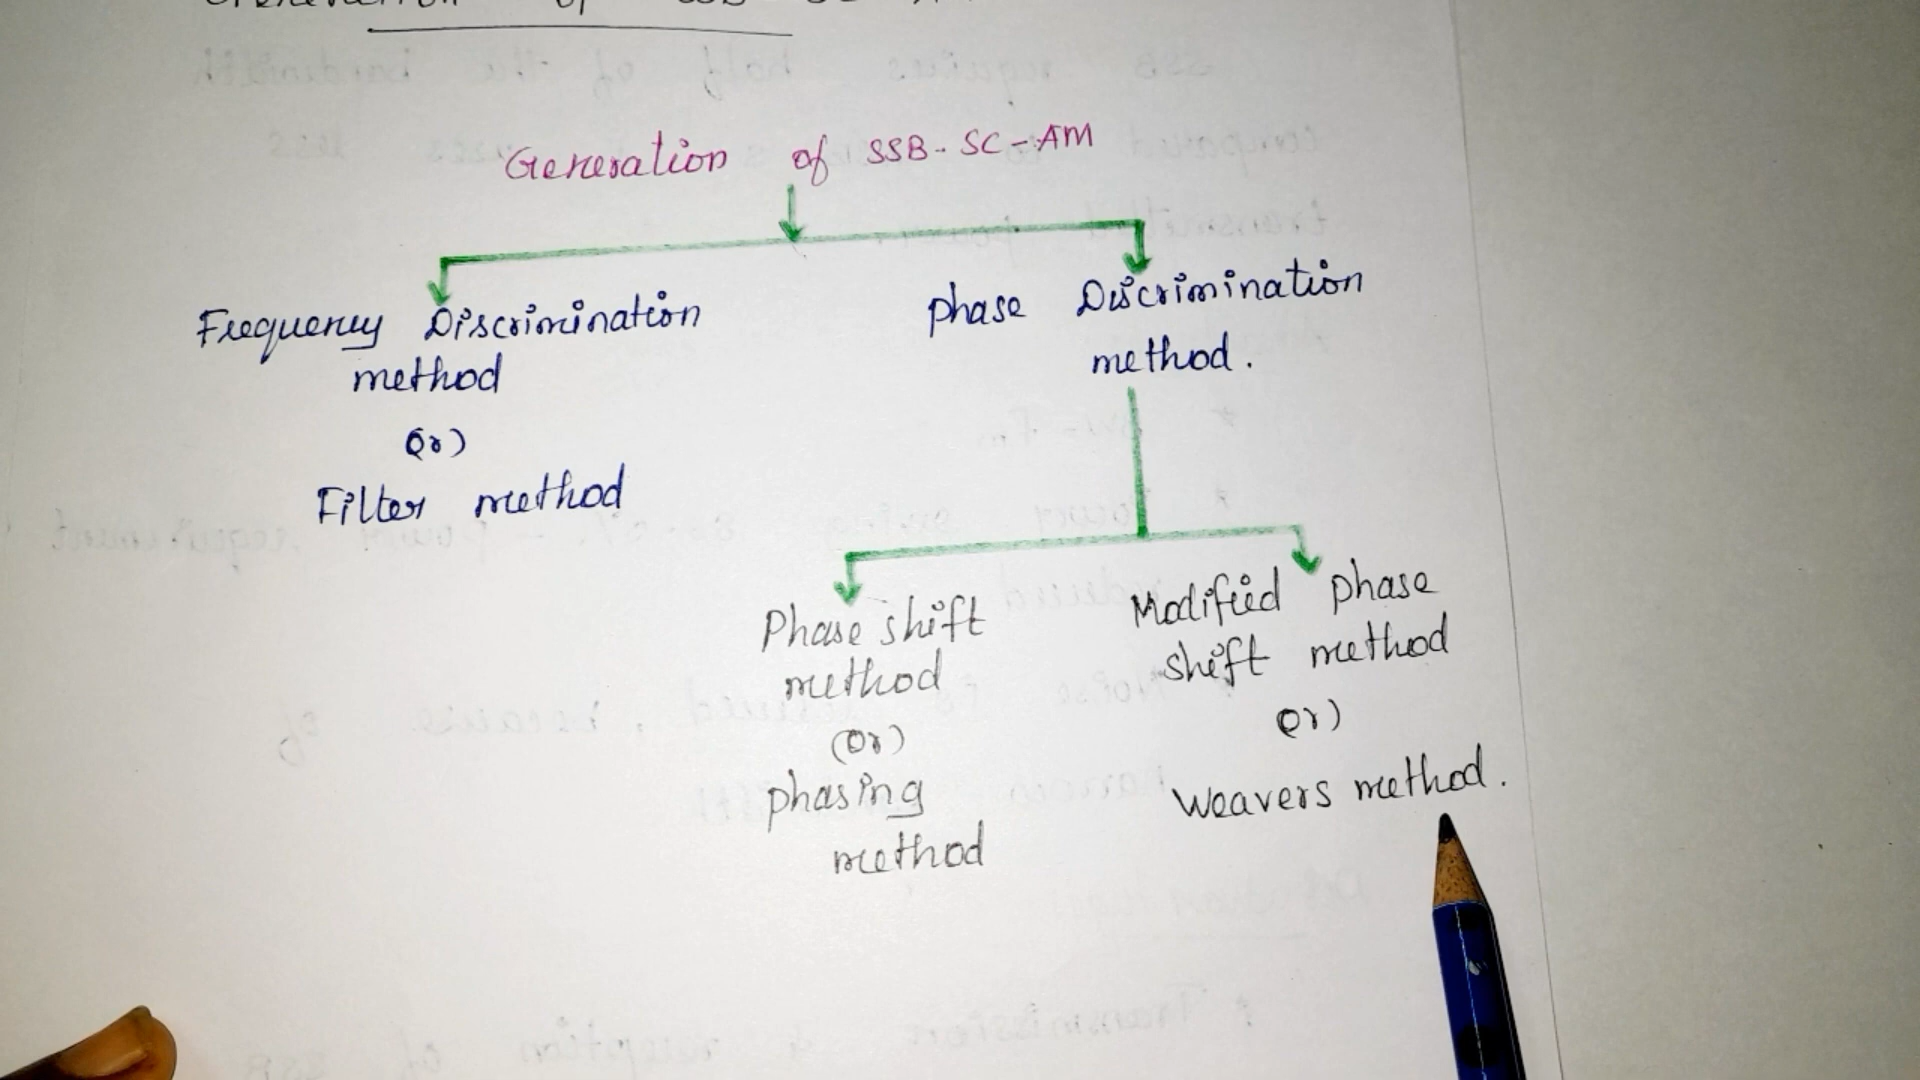 Generation of SSB-SC-AM
Frequency Discrimination
method
(or)
Filter method
Phase Discrimination
method.
Phase shift
method
(or)
phasing
method
Modified phase
shift method
(or)
Weavers method.